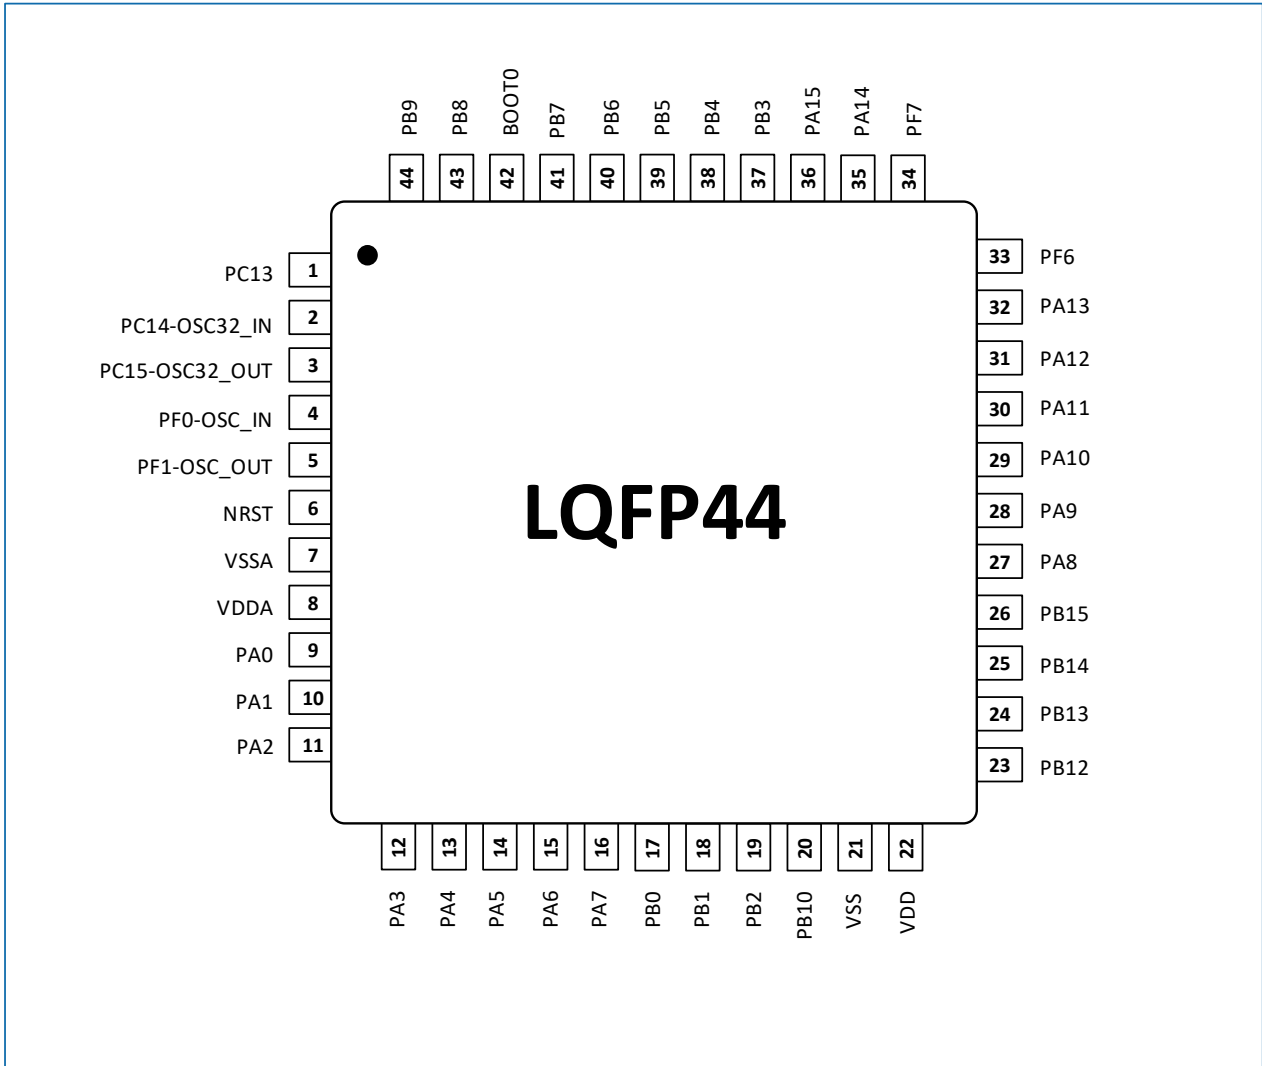 PB9 PB8 BOOT0 PB7 PB6 PB5 PB4 PB3 PA15 PA14 PF7
44 43 42 41 40 39 38 37 36 35 34
PC13 1
PC14-OSC32_IN 2
PC15-OSC32_OUT 3
PF0-OSC_IN 4
PF1-OSC_OUT 5
NRST 6
VSSA 7
VDDA 8
PA0 9
PA1 10
PA2 11
LQFP44
33 PF6
32 PA13
31 PA12
30 PA11
29 PA10
28 PA9
27 PA8
26 PB15
25 PB14
24 PB13
23 PB12
12 13 14 15 16 17 18 19 20 21 22
PA3 PA4 PA5 PA6 PA7 PB0 PB1 PB2 PB10 VSS VDD